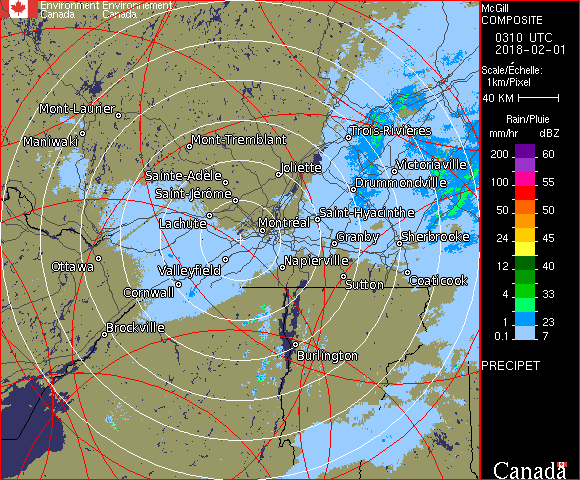 Environment Environnement
Canada Canada
McGill
COMPOSITE
0310 UTC
2018-02-01
Scale/Échelle:
1km/Pixel
40 KM
Rain/Pluie
mm/hr dBZ
200 60
100 55
50 50
24 45
12 40
4 33
1 23
0.1 7
PRECIPET
Canada
Mont-Laurier
Maniwaki
Mont-Tremblant
Trois-Rivières
Joliette
Victoriaville
Sainte-Adèle
Drummondville
Saint-Jérôme
Saint-Hyacinthe
Lachute
Montréal
Granby
Sherbrooke
Ottawa
Valleyfield
Napierville
Cornwall
Sutton
Coaticook
Brockville
Burlington